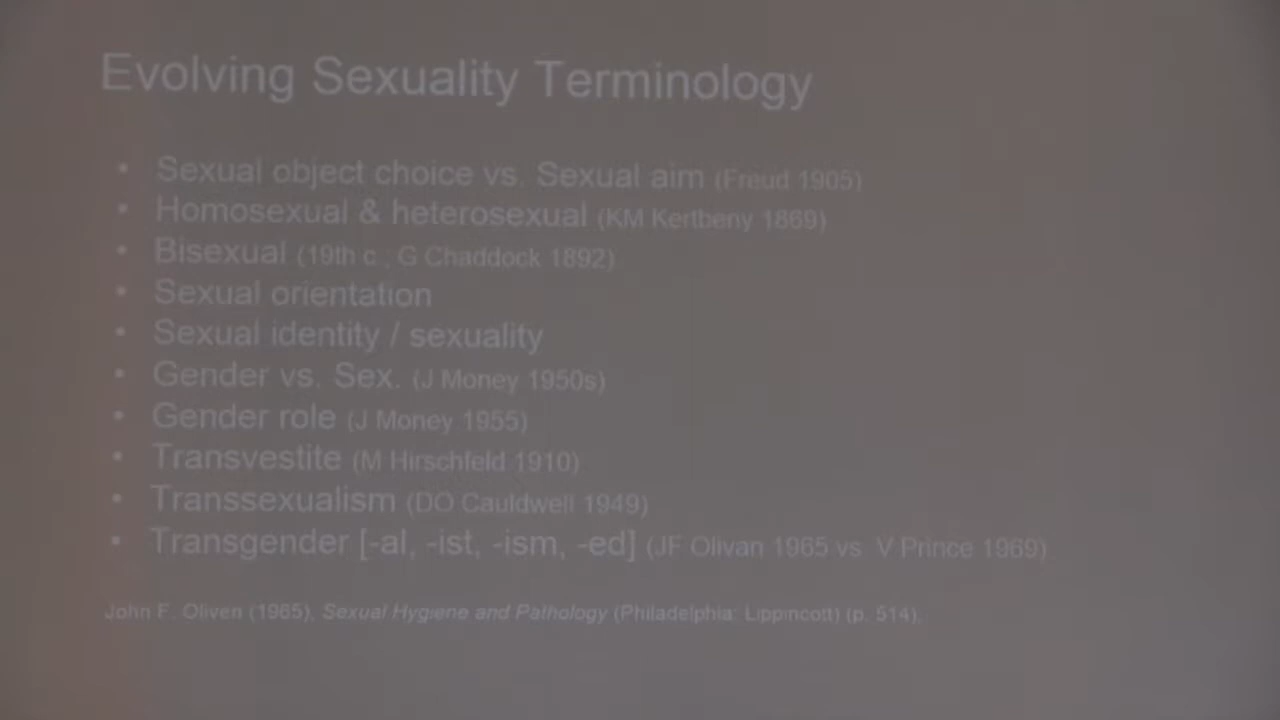 Evolving Sexuality Terminology
• Sexual object choice vs. Sexual aim (Freud 1905)
• Homosexual & heterosexual (KM Kertbeny 1869)
• Bisexual (19th c., G Chaddock 1892)
• Sexual orientation
• Sexual identity / sexuality
• Gender vs. Sex. (J Money 1950s)
• Gender role (J Money 1955)
• Transvestite (M Hirschfeld 1910)
• Transsexualism (DO Cauldwell 1949)
• Transgender [-al, -ist, -ism, -ed] (JF Olivan 1965 vs. V Prince 1969)
John F. Oliven (1965), Sexual Hygiene and Pathology (Philadelphia: Lippincott) (p. 514).